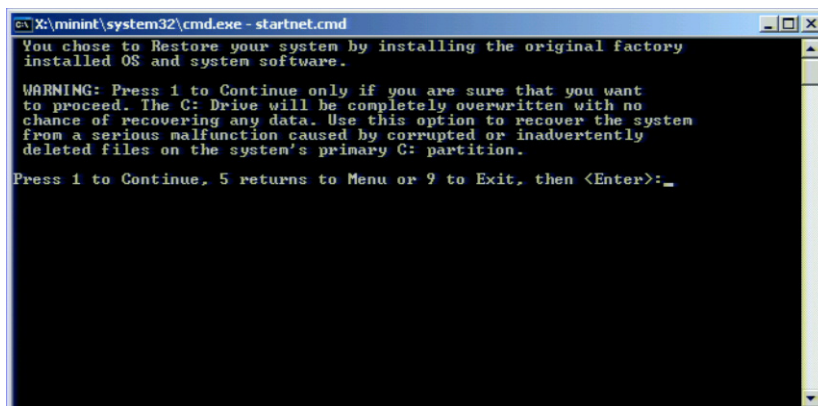 X:\minint\system32\cmd.exe - startnet.cmd
You chose to Restore your system by installing the original factory
installed OS and system software.
WARNING: Press 1 to Continue only if you are sure that you want
to proceed. The C: Drive will be completely overwritten with no
chance of recovering any data. Use this option to recover the system
from a serious malfunction caused by corrupted or inadvertently
deleted files on the system's primary C: partition.
Press 1 to Continue, 5 returns to Menu or 9 to Exit, then <Enter>:_